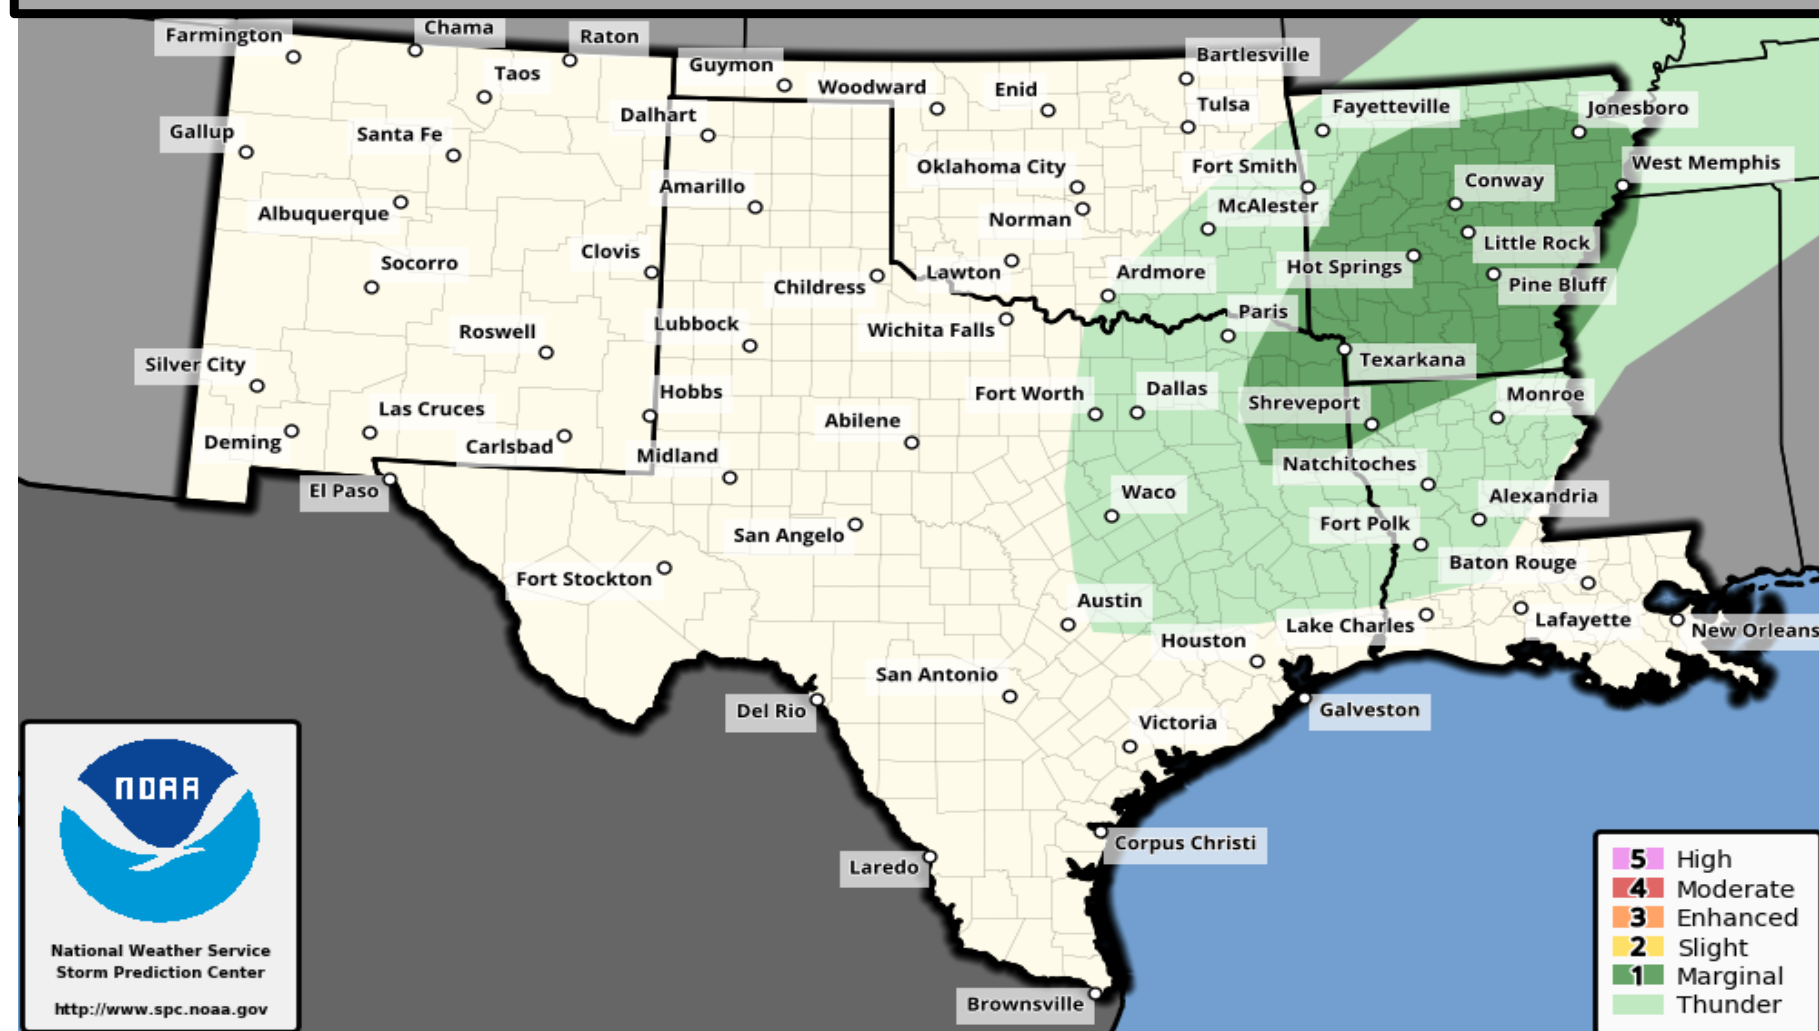 Farmington
Chama
Raton
Taos
Guymon
Woodward
Enid
Bartlesville
Tulsa
Fayetteville
Jonesboro
Gallup
Santa Fe
Dalhart
Oklahoma City
Fort Smith
Conway
West Memphis
Albuquerque
Amarillo
Norman
McAlester
Little Rock
Socorro
Clovis
Childress
Lawton
Ardmore
Hot Springs
Pine Bluff
Roswell
Lubbock
Wichita Falls
Paris
Texarkana
Silver City
Las Cruces
Hobbs
Abilene
Fort Worth
Dallas
Shreveport
Monroe
Deming
Carlsbad
Midland
Natchitoches
El Paso
San Angelo
Waco
Fort Polk
Alexandria
Fort Stockton
Austin
Baton Rouge
Houston
Lake Charles
Lafayette
New Orleans
San Antonio
Del Rio
Victoria
Galveston
Corpus Christi
Laredo
Brownsville
NOAA
National Weather Service
Storm Prediction Center
http://www.spc.noaa.gov
5 High
4 Moderate
3 Enhanced
2 Slight
1 Marginal
Thunder